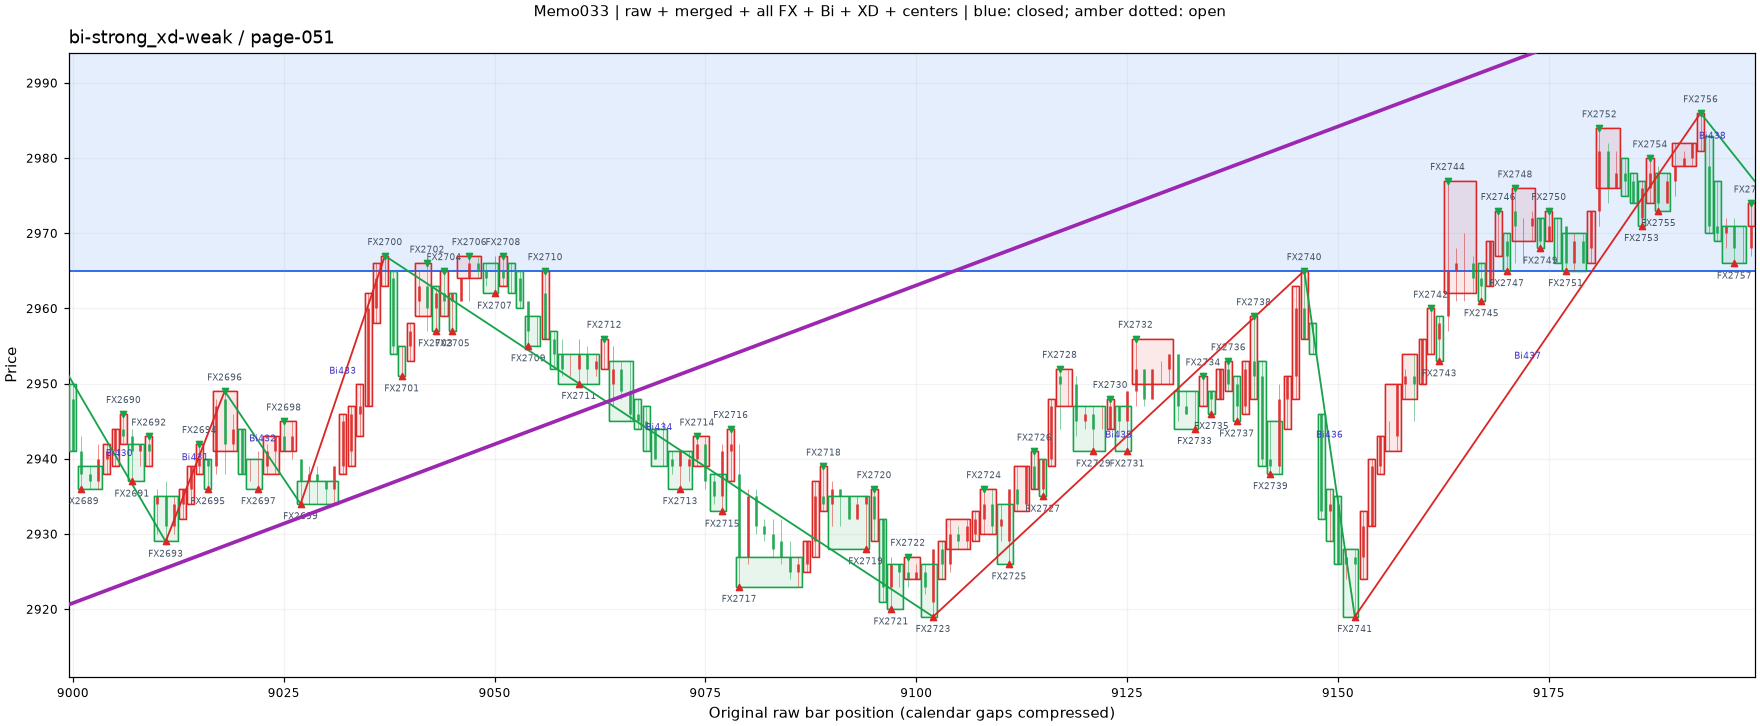 Memo033 | raw + merged + all FX + Bi + XD + centers | blue: closed; amber dotted: open
bi-strong_xd-weak / page-051
Price
2990
2980
2970
2960
2950
2940
2930
2920
9000
9025
9050
9075
9100
9125
9150
9175
Original raw bar position (calendar gaps compressed)
X2689
FX2690
FX2691
FX2692
FX2693
FX2694
FX2695
FX2696
FX2697
FX2698
FX2699
FX2700
FX2701
FX2702
FX2704
FX2705
FX2706
FX2707
FX2708
FX2709
FX2710
FX2711
FX2712
FX2713
FX2714
FX2715
FX2716
FX2717
FX2718
FX2719
FX2720
FX2721
FX2722
FX2723
FX2724
FX2725
FX2726
FX2727
FX2728
FX2729
FX2730
FX2731
FX2732
FX2733
FX2734
FX2735
FX2736
FX2737
FX2738
FX2739
FX2740
FX2741
FX2742
FX2743
FX2744
FX2745
FX2746
FX2747
FX2748
FX2749
FX2750
FX2751
FX2752
FX2753
FX2754
FX2755
FX2756
FX2757
Bi430
Bi431
Bi432
Bi433
Bi434
Bi435
Bi436
Bi437
Bi438